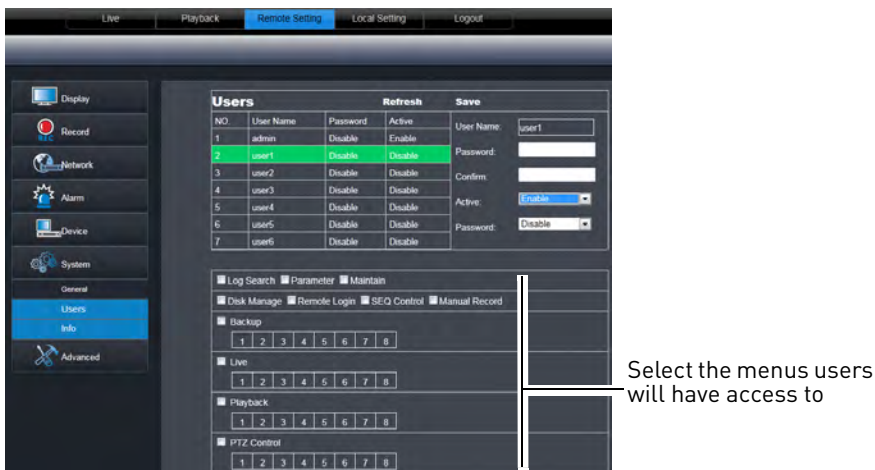 Live Playback Remote Setting Local Setting Logout
Display
Record
REC
Network
Alarm
Device
System
General
Users
Info
Advanced
Users Refresh Save
NO. User Name Password Active
1 admin Disable Enable
2 user1 Disable Disable
3 user2 Disable Disable
4 user3 Disable Disable
5 user4 Disable Disable
6 user5 Disable Disable
7 user6 Disable Disable
User Name: user1
Password:
Confirm:
Active: Enable
Password: Disable
Log Search Parameter Maintain
Disk Manage Remote Login SEQ Control Manual Record
Backup
1 2 3 4 5 6 7 8
Live
1 2 3 4 5 6 7 8
Playback
1 2 3 4 5 6 7 8
PTZ Control
1 2 3 4 5 6 7 8
Select the menus users
will have access to